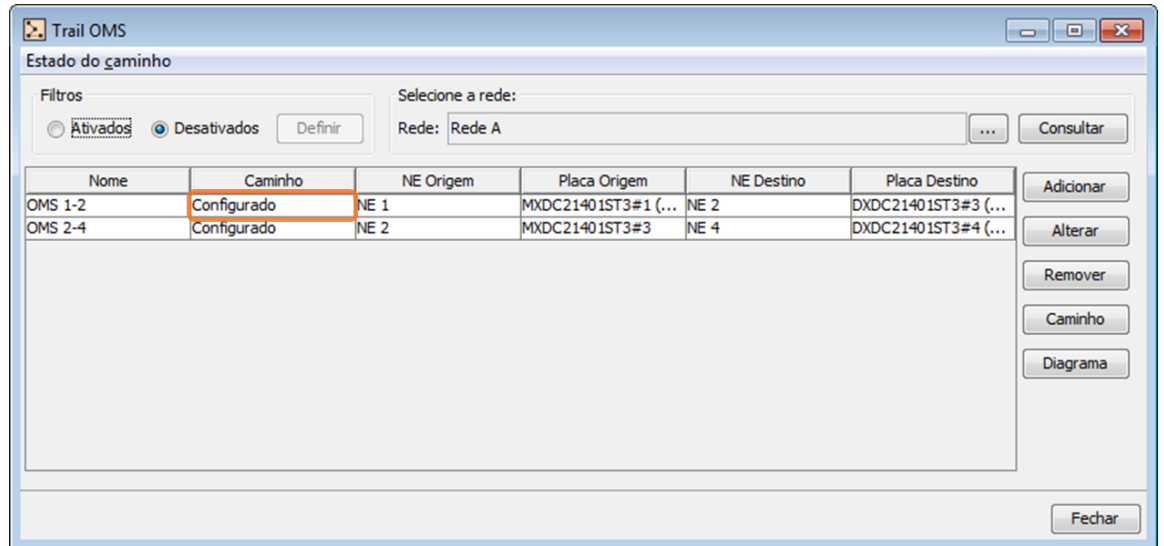 Trail OMS
Estado do caminho
Filtros
Selecione a rede:
Ativados Desativados Definir Rede: Rede A ... Consultar
Nome Caminho NE Origem Placa Origem NE Destino Placa Destino
Adicionar
OMS 1-2 Configurado NE 1 MXDC21401ST3#1 (... NE 2 DXDC21401ST3#3 (...
OMS 2-4 Configurado NE 2 MXDC21401ST3#3 NE 4 DXDC21401ST3#4 (...
Alterar
Remover
Caminho
Diagrama
Fechar